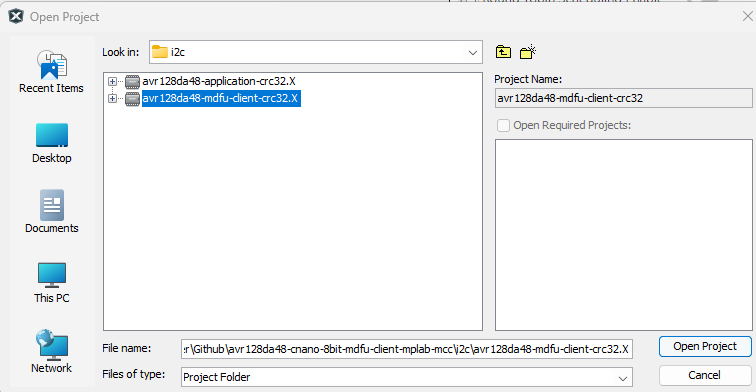 Open Project
Look in: i2c
Recent Items
Desktop
Documents
This PC
Network
avr128da48-application-crc32.X
avr128da48-mdfu-client-crc32.X
Project Name:
avr128da48-mdfu-client-crc32
Open Required Projects:
File name: r\Github\avr128da48-cnano-8bit-mdfu-client-mplab-mcc\i2c\avr128da48-mdfu-client-crc32.X
Files of type: Project Folder
Open Project
Cancel